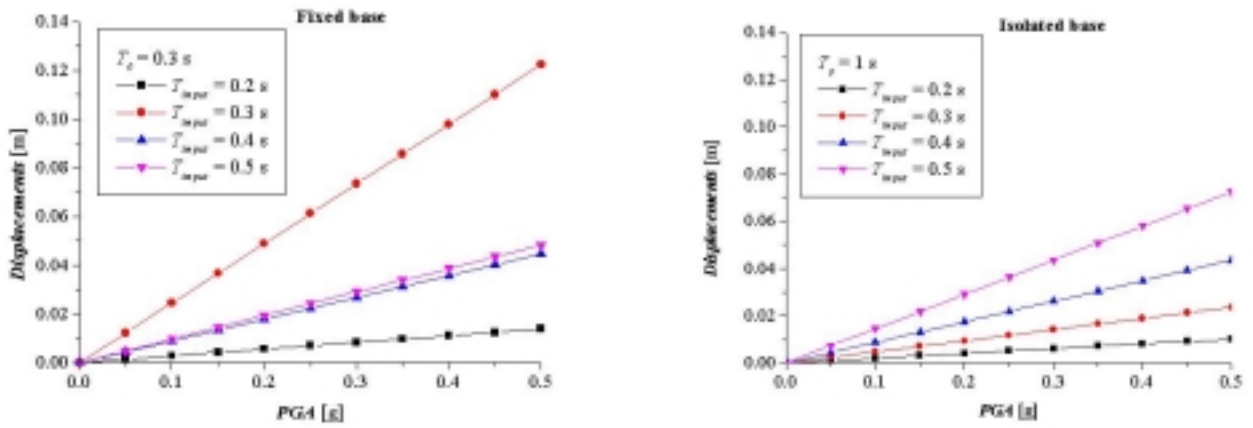 Fixed base
0.14
0.12
0.10
0.08
0.06
0.04
0.02
0.00
Displacements [m]
T_s = 0.3 s
T_input = 0.2 s
T_input = 0.3 s
T_input = 0.4 s
T_input = 0.5 s
0.0 0.1 0.2 0.3 0.4 0.5
PGA [g]
Isolated base
0.14
0.12
0.10
0.08
0.06
0.04
0.02
0.00
Displacements [m]
= 1 s
T_input = 0.2 s
T_input = 0.3 s
T_input = 0.4 s
T_input = 0.5 s
0.0 0.1 0.2 0.3 0.4 0.5
PGA [g]